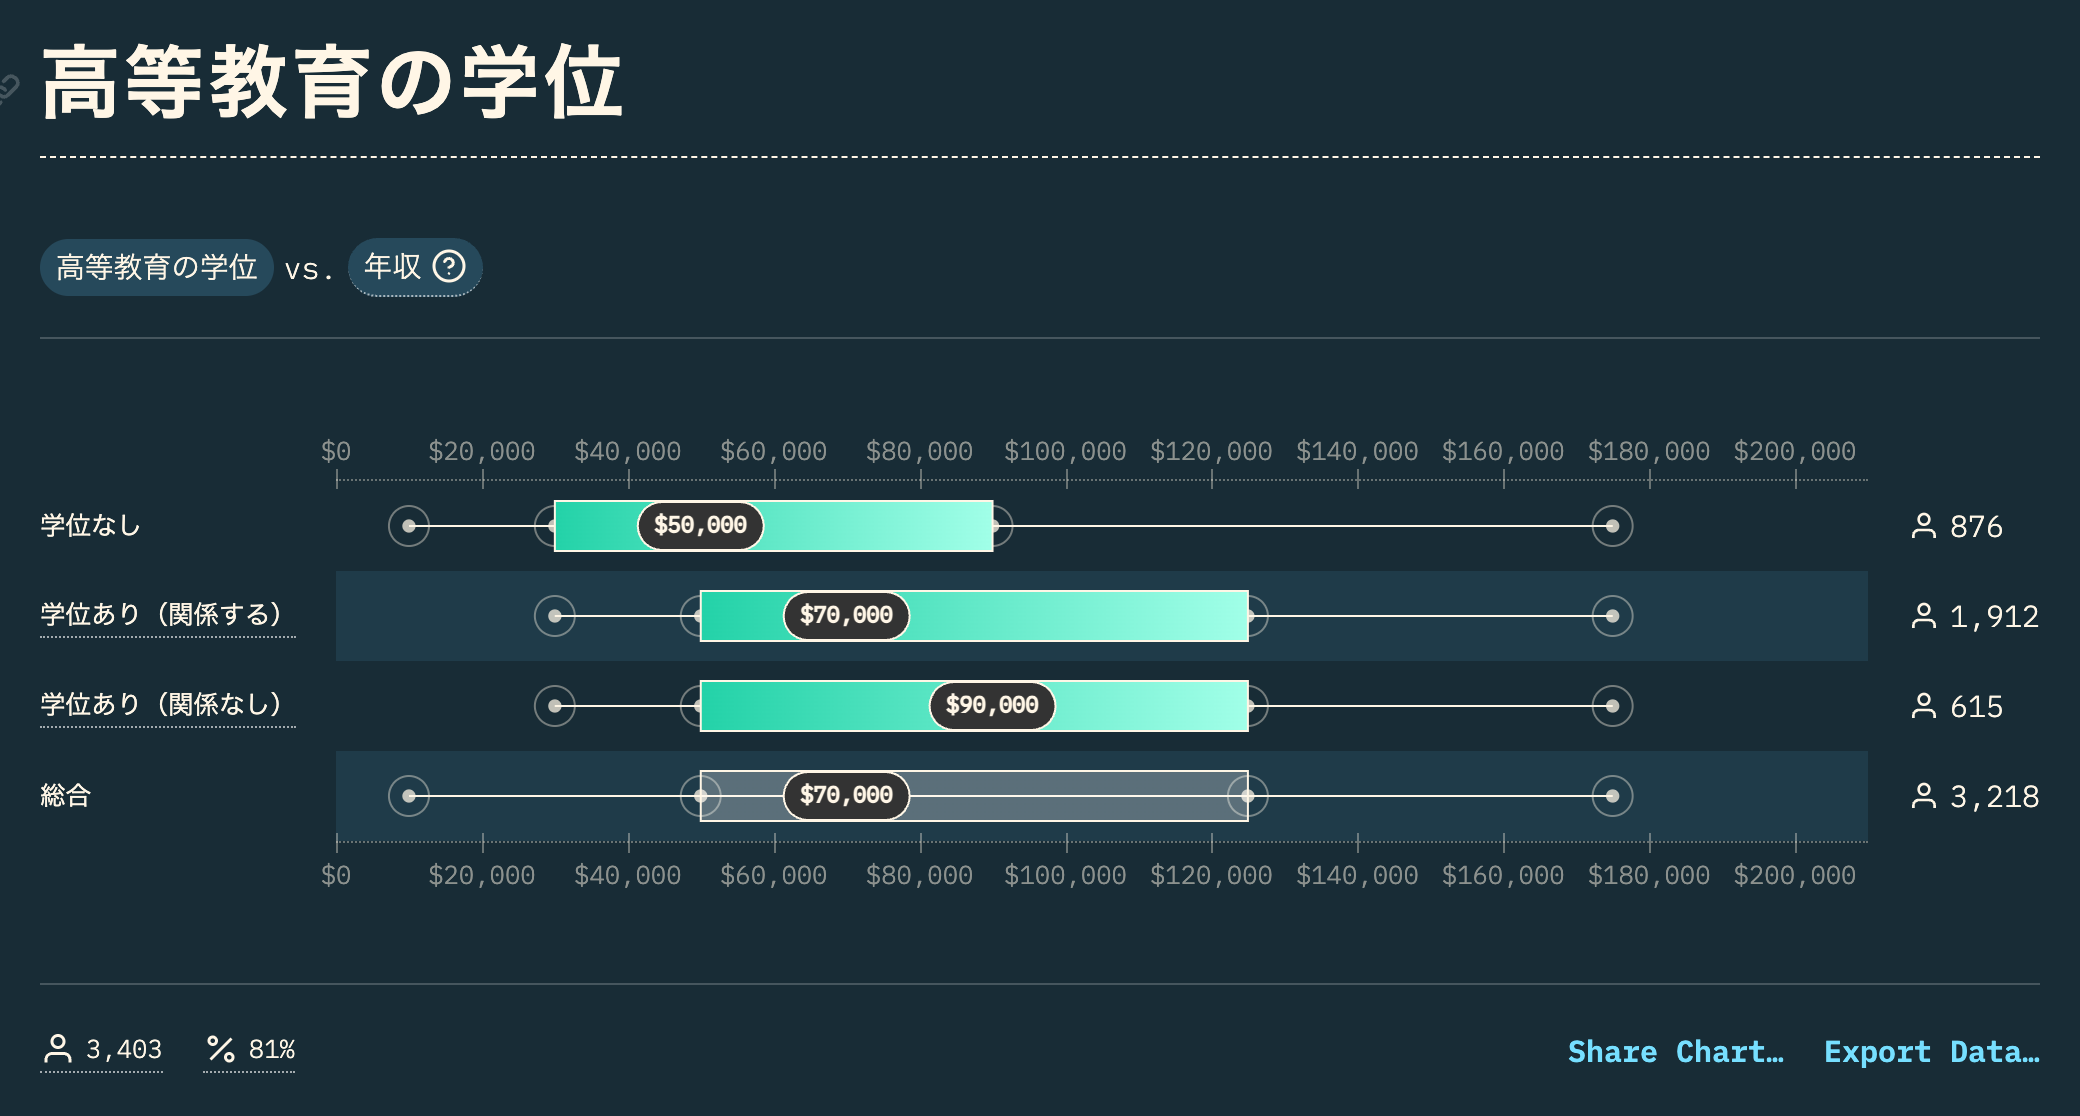 高等教育の学位
高等教育の学位 vs. 年収
$0 $20,000 $40,000 $60,000 $80,000 $100,000 $120,000 $140,000 $160,000 $180,000 $200,000
学位なし $50,000 876
学位あり（関係する） $70,000 1,912
学位あり（関係なし） $90,000 615
総合 $70,000 3,218
$0 $20,000 $40,000 $60,000 $80,000 $100,000 $120,000 $140,000 $160,000 $180,000 $200,000
3,403 81% Share Chart… Export Data…